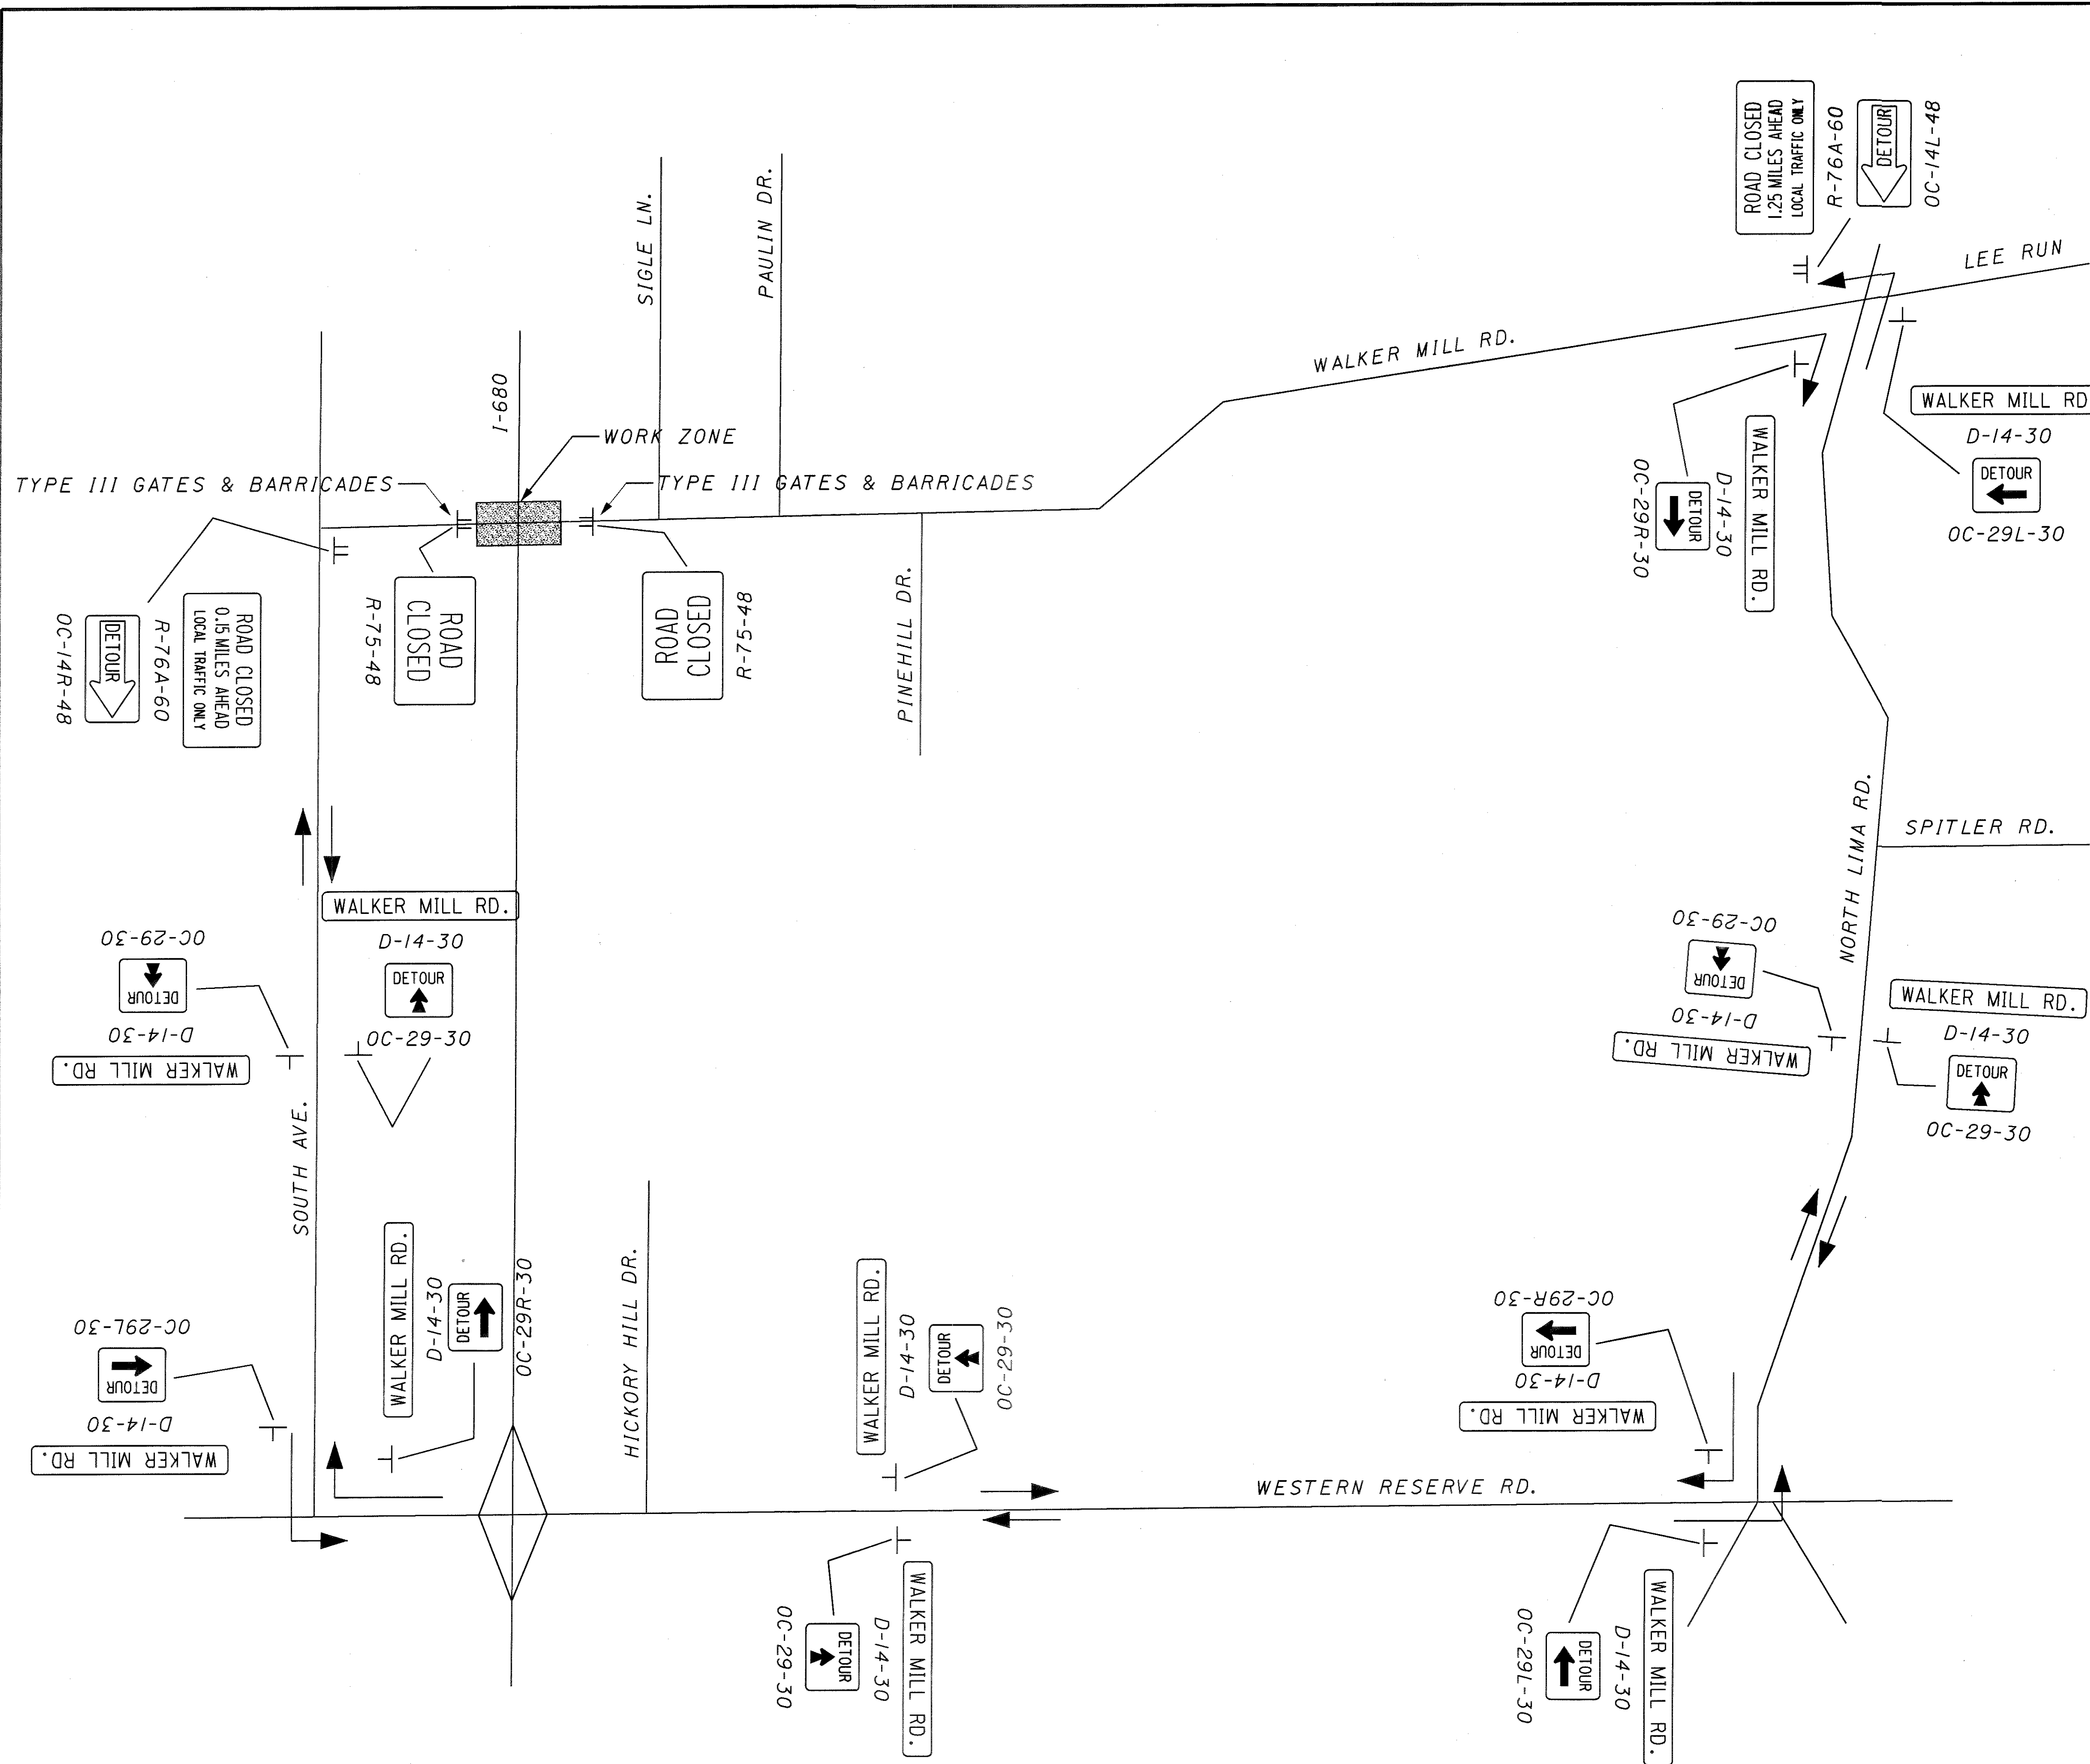 ROAD CLOSED
1.25 MILES AHEAD
LOCAL TRAFFIC ONLY
R-76A-60
DETOUR
OC-14L-48
LEE RUN
SIGLE LN.
PAULIN DR.
WALKER MILL RD.
I-680
WORK ZONE
TYPE III GATES & BARRICADES
TYPE III GATES & BARRICADES
WALKER MILL RD
D-14-30
DETOUR
OC-29L-30
WALKER MILL RD.
D-14-30
DETOUR
OC-29R-30
ROAD CLOSED
0.15 MILES AHEAD
LOCAL TRAFFIC ONLY
R-76A-60
DETOUR
OC-14R-48
ROAD
CLOSED
R-75-48
ROAD
CLOSED
R-75-48
PINEHILL DR.
NORTH LIMA RD.
SPITLER RD.
WALKER MILL RD.
D-14-30
DETOUR
OC-29-30
WALKER MILL RD.
D-14-30
DETOUR
OC-29-30
WALKER MILL RD.
D-14-30
DETOUR
OC-29-30
WALKER MILL RD.
D-14-30
DETOUR
OC-29-30
SOUTH AVE.
WALKER MILL RD.
D-14-30
DETOUR
OC-29R-30
HICKORY HILL DR.
WALKER MILL RD.
D-14-30
DETOUR
OC-29-30
WALKER MILL RD.
D-14-30
DETOUR
OC-29R-30
WALKER MILL RD.
D-14-30
DETOUR
OC-29L-30
WESTERN RESERVE RD.
WALKER MILL RD.
D-14-30
DETOUR
OC-29-30
WALKER MILL RD.
D-14-30
DETOUR
OC-29L-30